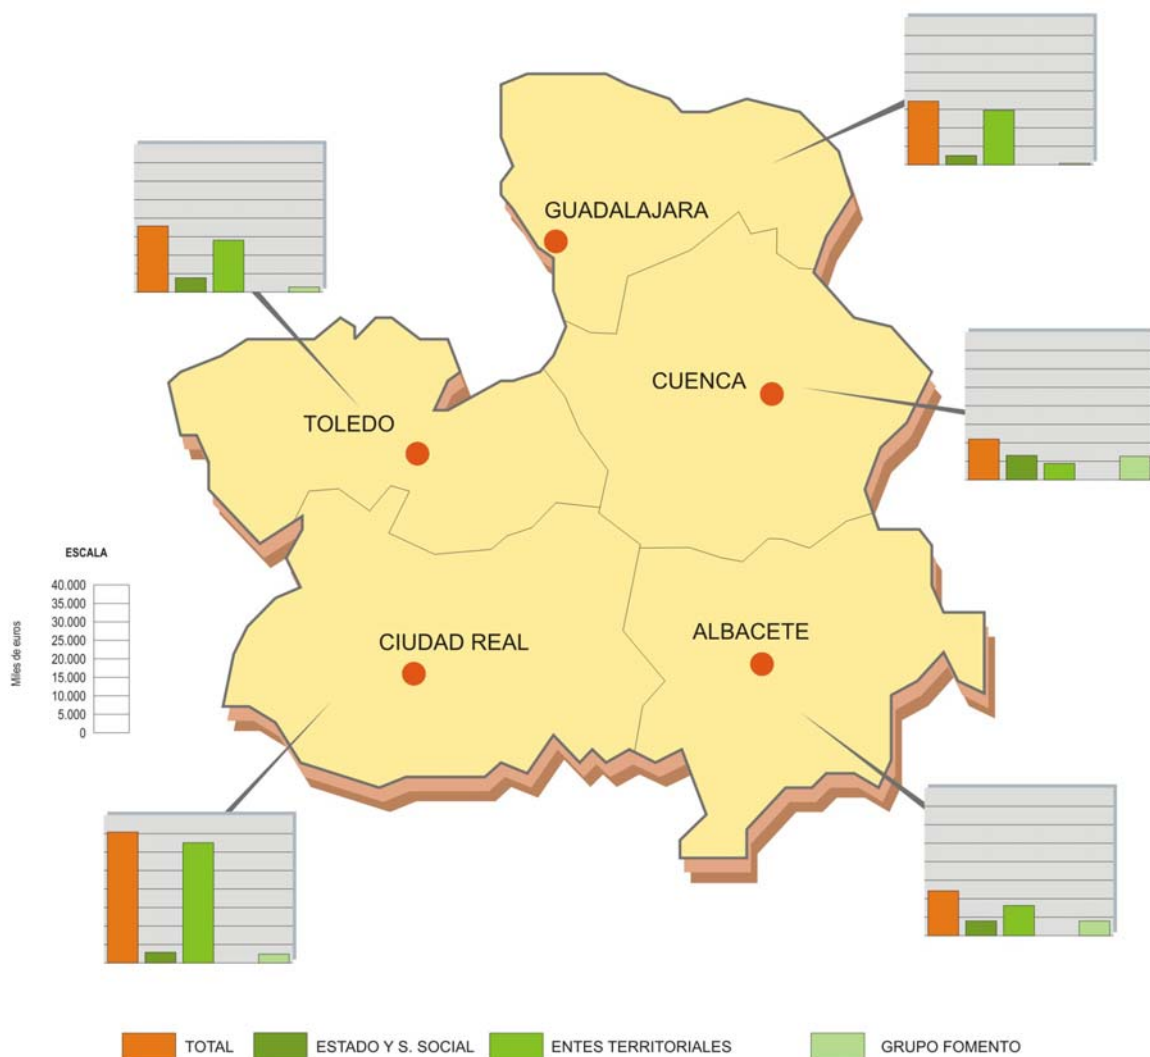 GUADALAJARA
CUENCA
TOLEDO
ESCALA
Miles de euros
40.000
35.000
30.000
25.000
20.000
15.000
10.000
5.000
0
CIUDAD REAL
ALBACETE
TOTAL
ESTADO Y S. SOCIAL
ENTES TERRITORIALES
GRUPO FOMENTO